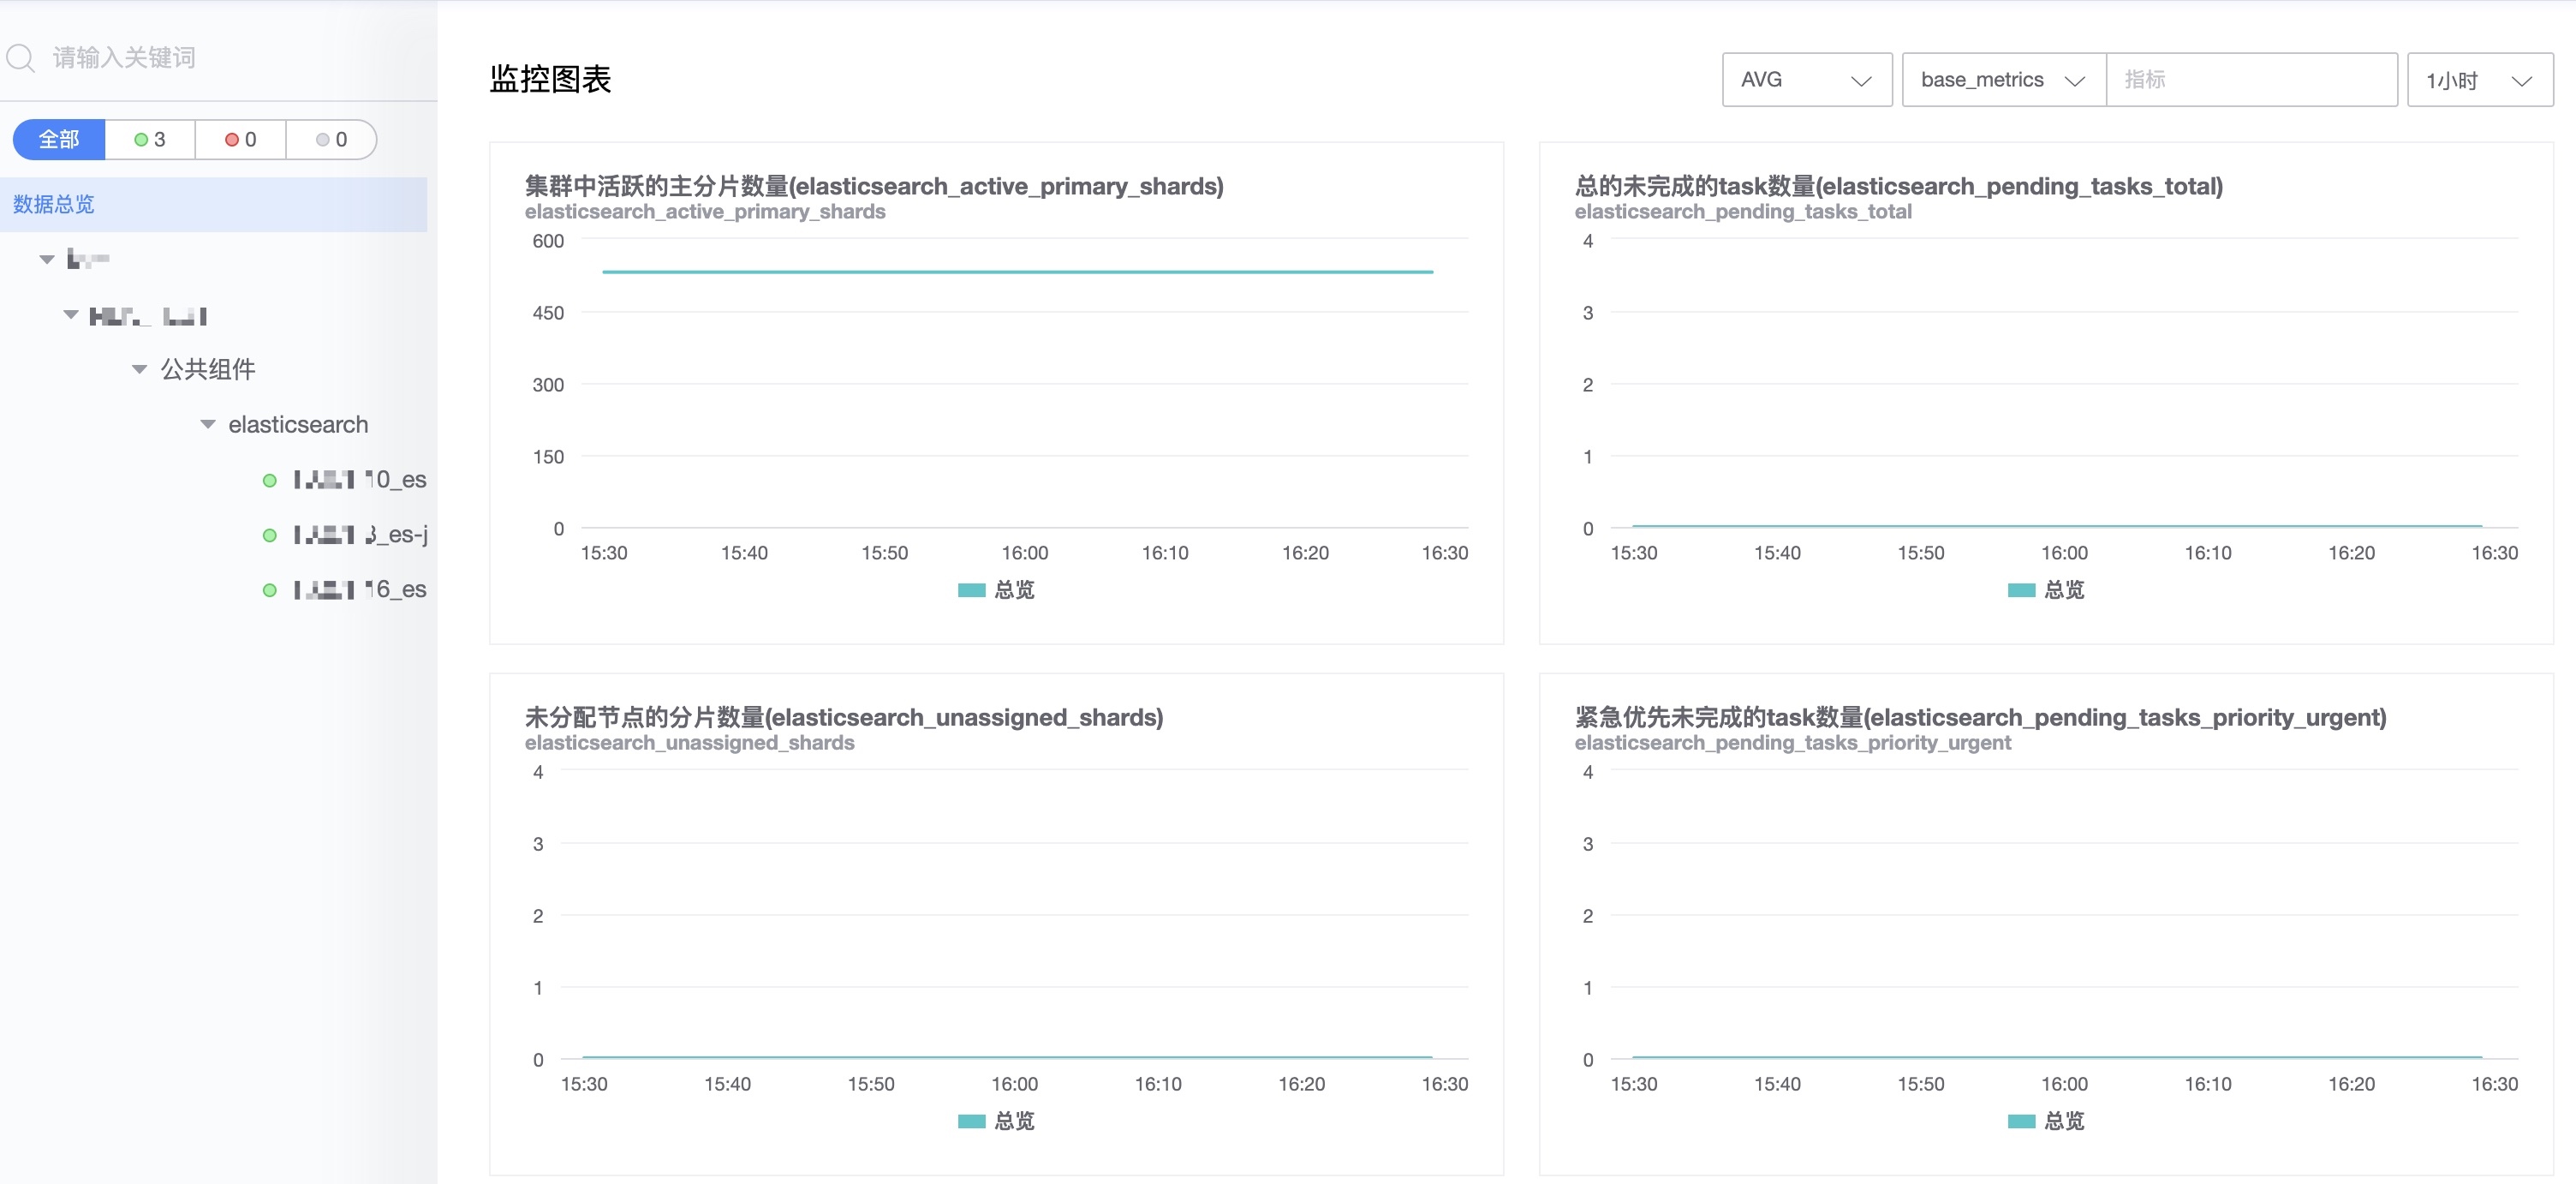 请输入关键词
全部 3 0 0
数据总览
公共组件
elasticsearch
0_es
_es-j
6_es
监控图表
AVG base_metrics 指标 1小时
集群中活跃的主分片数量(elasticsearch_active_primary_shards)
elasticsearch_active_primary_shards
600
450
300
150
0
15:30 15:40 15:50 16:00 16:10 16:20 16:30
总览
总的未完成的task数量(elasticsearch_pending_tasks_total)
elasticsearch_pending_tasks_total
4
3
2
1
0
15:30 15:40 15:50 16:00 16:10 16:20 16:30
总览
未分配节点的分片数量(elasticsearch_unassigned_shards)
elasticsearch_unassigned_shards
4
3
2
1
0
15:30 15:40 15:50 16:00 16:10 16:20 16:30
总览
紧急优先未完成的task数量(elasticsearch_pending_tasks_priority_urgent)
elasticsearch_pending_tasks_priority_urgent
4
3
2
1
0
15:30 15:40 15:50 16:00 16:10 16:20 16:30
总览